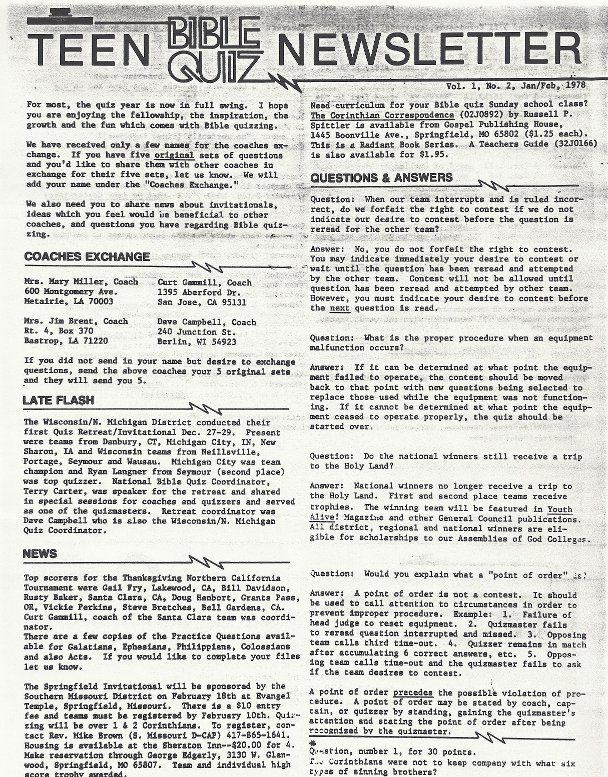 TEEN BIBLE QUIZ NEWSLETTER
Vol. 1, No. 2, Jan/Feb, 1978
For most, the quiz year is now in full swing. I hope
you are enjoying the fellowship, the inspiration, the
growth and the fun which comes with Bible quizzing.
We have received only a few names for the coaches ex-
change. If you have five original sets of questions
and you'd like to share them with other coaches in
exchange for their five sets, let us know. We will
add your name under the "Coaches Exchange."
We also need you to share news about invitationals,
ideas which you feel would be beneficial to other
coaches, and questions you have regarding Bible quiz-
zing.
COACHES EXCHANGE
Mrs. Mary Miller, Coach
600 Montgomery Ave.
Metairie, LA 70003
Curt Gammill, Coach
1395 Aberford Dr.
San Jose, CA 95131
Mrs. Jim Brent, Coach
Rt. 4, Box 370
Bastrop, LA 71220
Dave Campbell, Coach
240 Junction St.
Berlin, WI 54923
If you did not send in your name but desire to exchange
questions, send the above coaches your 5 original sets
and they will send you 5.
LATE FLASH
The Wisconsin/N. Michigan District conducted their
first Quiz Retreat/Invitational Dec. 27-29. Present
were teams from Danbury, CT, Michigan City, IN, New
Sharon, IA and Wisconsin teams from Neillsville,
Portage, Seymour and Wausau. Michigan City was team
champion and Ryan Langner from Seymour (second place)
was top quizzer. National Bible Quiz Coordinator,
Terry Carter, was speaker for the retreat and shared
in special sessions for coaches and quizzers and served
as one of the quizmasters. Retreat coordinator was
Dave Campbell who is also the Wisconsin/N. Michigan
Quiz Coordinator.
NEWS
Top scorers for the Thanksgiving Northern California
Tournament were Gail Fry, Lakewood, CA, Bill Davidson,
Rusty Baker, Santa Clara, CA, Doug Hanbort, Grants Pass,
OR, Vickie Perkins, Steve Bretches, Bell Gardens, CA.
Curt Gammill, coach of the Santa Clara team was coordi-
nator.
There are a few copies of the Practice Questions avail-
able for Galatians, Ephesians, Philippians, Colossians
and also Acts. If you would like to complete your files
let us know.
The Springfield Invitational will be sponsored by the
Southern Missouri District on February 18th at Evangel
Temple, Springfield, Missouri. There is a $10 entry
fee and teams must be registered by February 10th. Quiz-
zing will be over 1 & 2 Corinthians. To register, con-
tact Rev. Mike Brown (S. Missouri D-CAP) 417-865-1641.
Housing is available at the Sheraton Inn--$20.00 for 4.
Make reservation through George Edgerly, 3130 W. Glen-
wood, Springfield, MO 65807. Team and individual high
score trophy awarded.
Need curriculum for your Bible quiz Sunday school class?
The Corinthian Correspondence (02J0892) by Russell P.
Spittler is available from Gospel Publishing House,
1445 Boonville Ave., Springfield, MO 65802 ($1.25 each).
This is a Radiant Book Series. A Teachers Guide (32J0166)
is also available for $1.95.
QUESTIONS & ANSWERS
Question: When our team interrupts and is ruled incor-
rect, do we forfeit the right to contest if we do not
indicate our desire to contest before the question is
reread for the other team?
Answer: No, you do not forfeit the right to contest.
You may indicate immediately your desire to contest or
wait until the question has been reread and attempted
by the other team. Contest will not be allowed until
question has been reread and attempted by other team.
However, you must indicate your desire to contest before
the next question is read.
Question: What is the proper procedure when an equipment
malfunction occurs?
Answer: If it can be determined at what point the equip-
ment failed to operate, the contest should be moved
back to that point with new questions being selected to
replace those used while the equipment was not function-
ing. If it cannot be determined at what point the equip-
ment ceased to operate properly, the quiz should be
started over.
Question: Do the national winners still receive a trip
to the Holy Land?
Answer: National winners no longer receive a trip to
the Holy Land. First and second place teams receive
trophies. The winning team will be featured in Youth
Alive! Magazine and other General Council publications.
All district, regional and national winners are eli-
gible for scholarships to our Assemblies of God Colleges.
Question: Would you explain what a "point of order" is?
Answer: A point of order is not a contest. It should
be used to call attention to circumstances in order to
prevent improper procedure. Example: 1. Failure of
head judge to reset equipment. 2. Quizmaster fails
to reread question interrupted and missed. 3. Opposing
team calls third time-out. 4. Quizzer remains in match
after accumulating 6 correct answers, etc. 5. Oppos-
ing team calls time-out and the quizmaster fails to ask
if the team desires to contest.
A point of order precedes the possible violation of pro-
cedure. A point of order may be stated by coach, cap-
tain, or quizzer by standing, gaining the quizmaster's
attention and stating the point of order after being
recognized by the quizmaster.
*
Question, number 1, for 30 points.
The Corinthians were not to keep company with what six
types of sinning brothers?